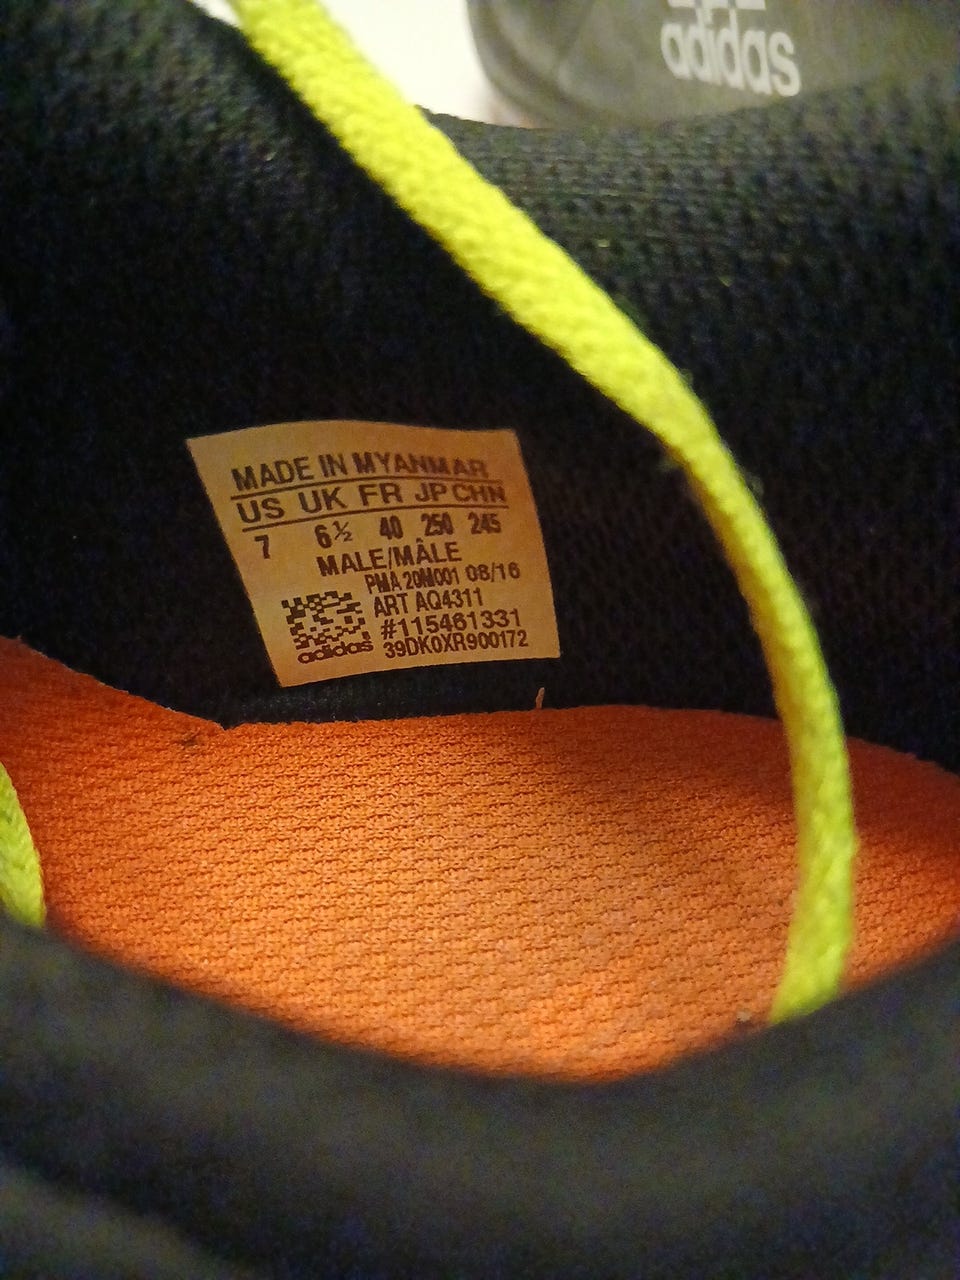 adidas
MADE IN MYANMAR
US UK FR JP CHN
7 6½ 40 250 245
MALE/MÂLE
PMA 20M001 08/16
ART AQ4311
#115461331
adidas 39DK0XR900172